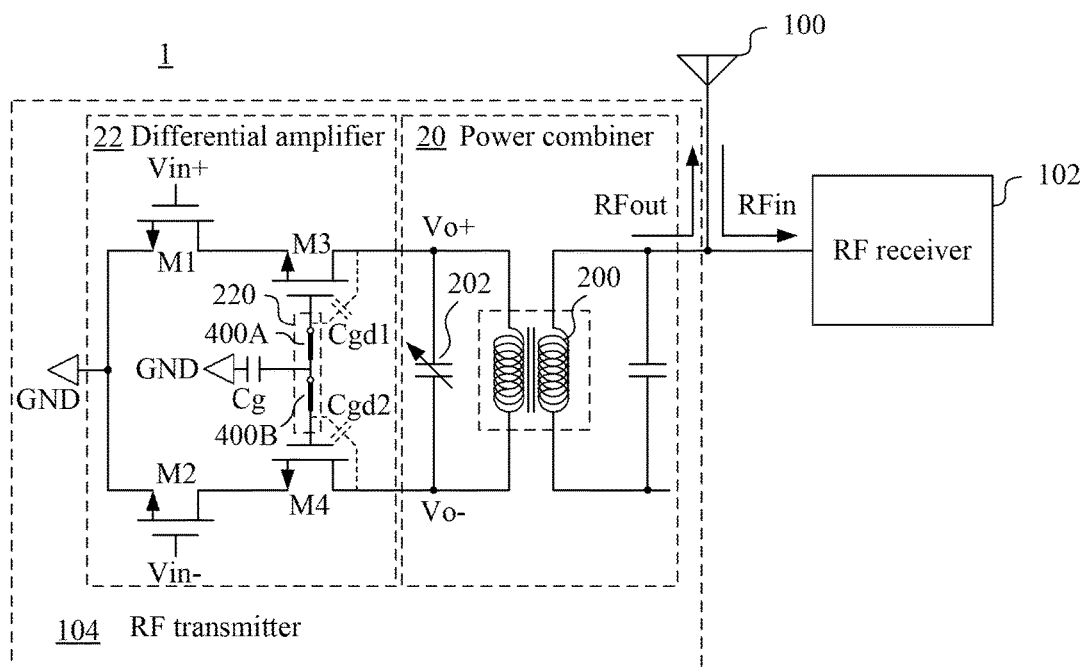 1
100
22 Differential amplifier
20 Power combiner
Vin+
RFout
RFin
102
RF receiver
Vo+
M1
M3
220
400A
Cgd1
202
200
GND
GND
Cg
Cgd2
400B
M2
M4
Vo-
Vin-
104 RF transmitter